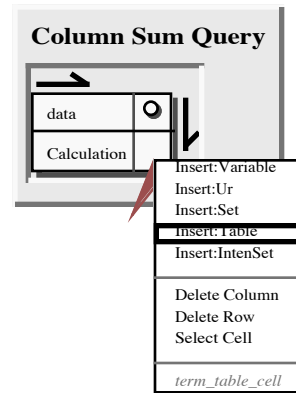 Column Sum Query
data
Calculation
Insert:Variable
Insert:Ur
Insert:Set
Insert:Table
Insert:IntenSet
Delete Column
Delete Row
Select Cell
term_table_cell